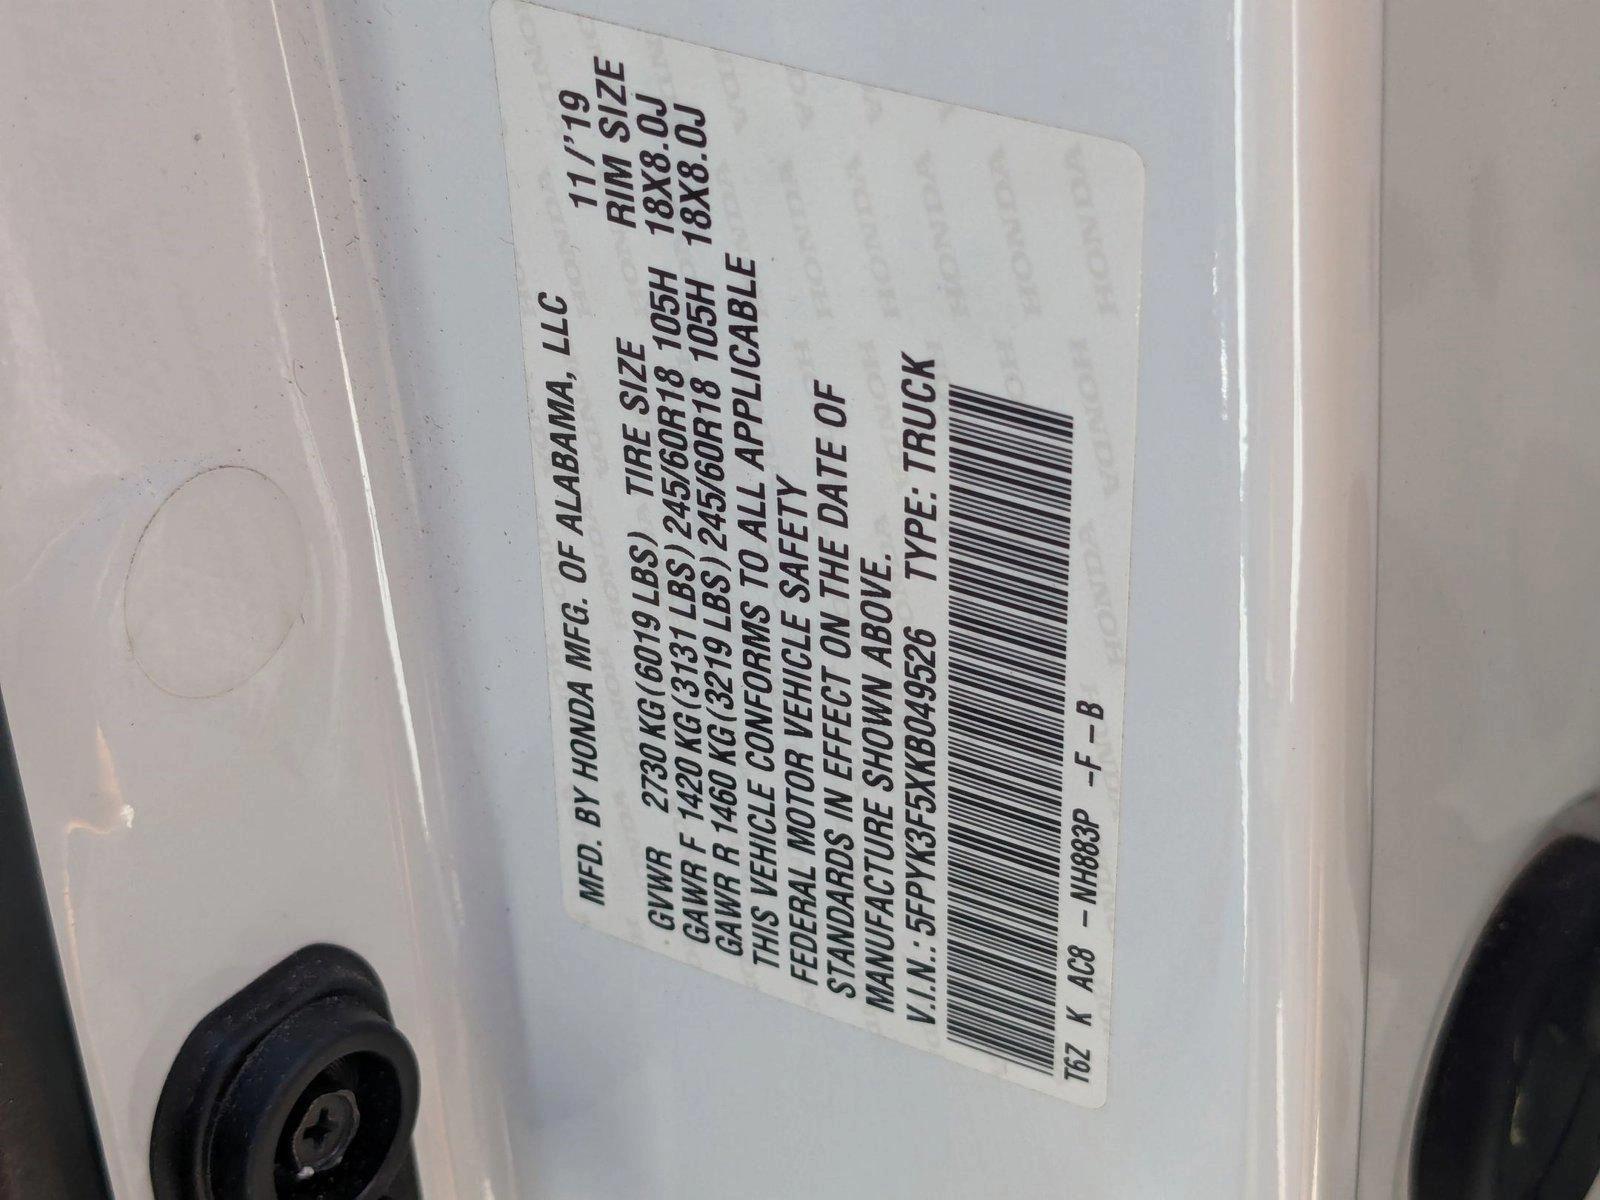 MFD. BY HONDA MFG. OF ALABAMA, LLC 11/'19
GVWR 2730 KG (6019 LBS) TIRE SIZE RIM SIZE
GAWR F 1420 KG (3131 LBS) 245/60R18 105H 18X8.0J
GAWR R 1460 KG (3219 LBS) 245/60R18 105H 18X8.0J
THIS VEHICLE CONFORMS TO ALL APPLICABLE
FEDERAL MOTOR VEHICLE SAFETY
STANDARDS IN EFFECT ON THE DATE OF
MANUFACTURE SHOWN ABOVE.
V.I.N.: 5FPYK3F5XKB049526 TYPE: TRUCK
T6Z K AC8 -NH883P -F-B